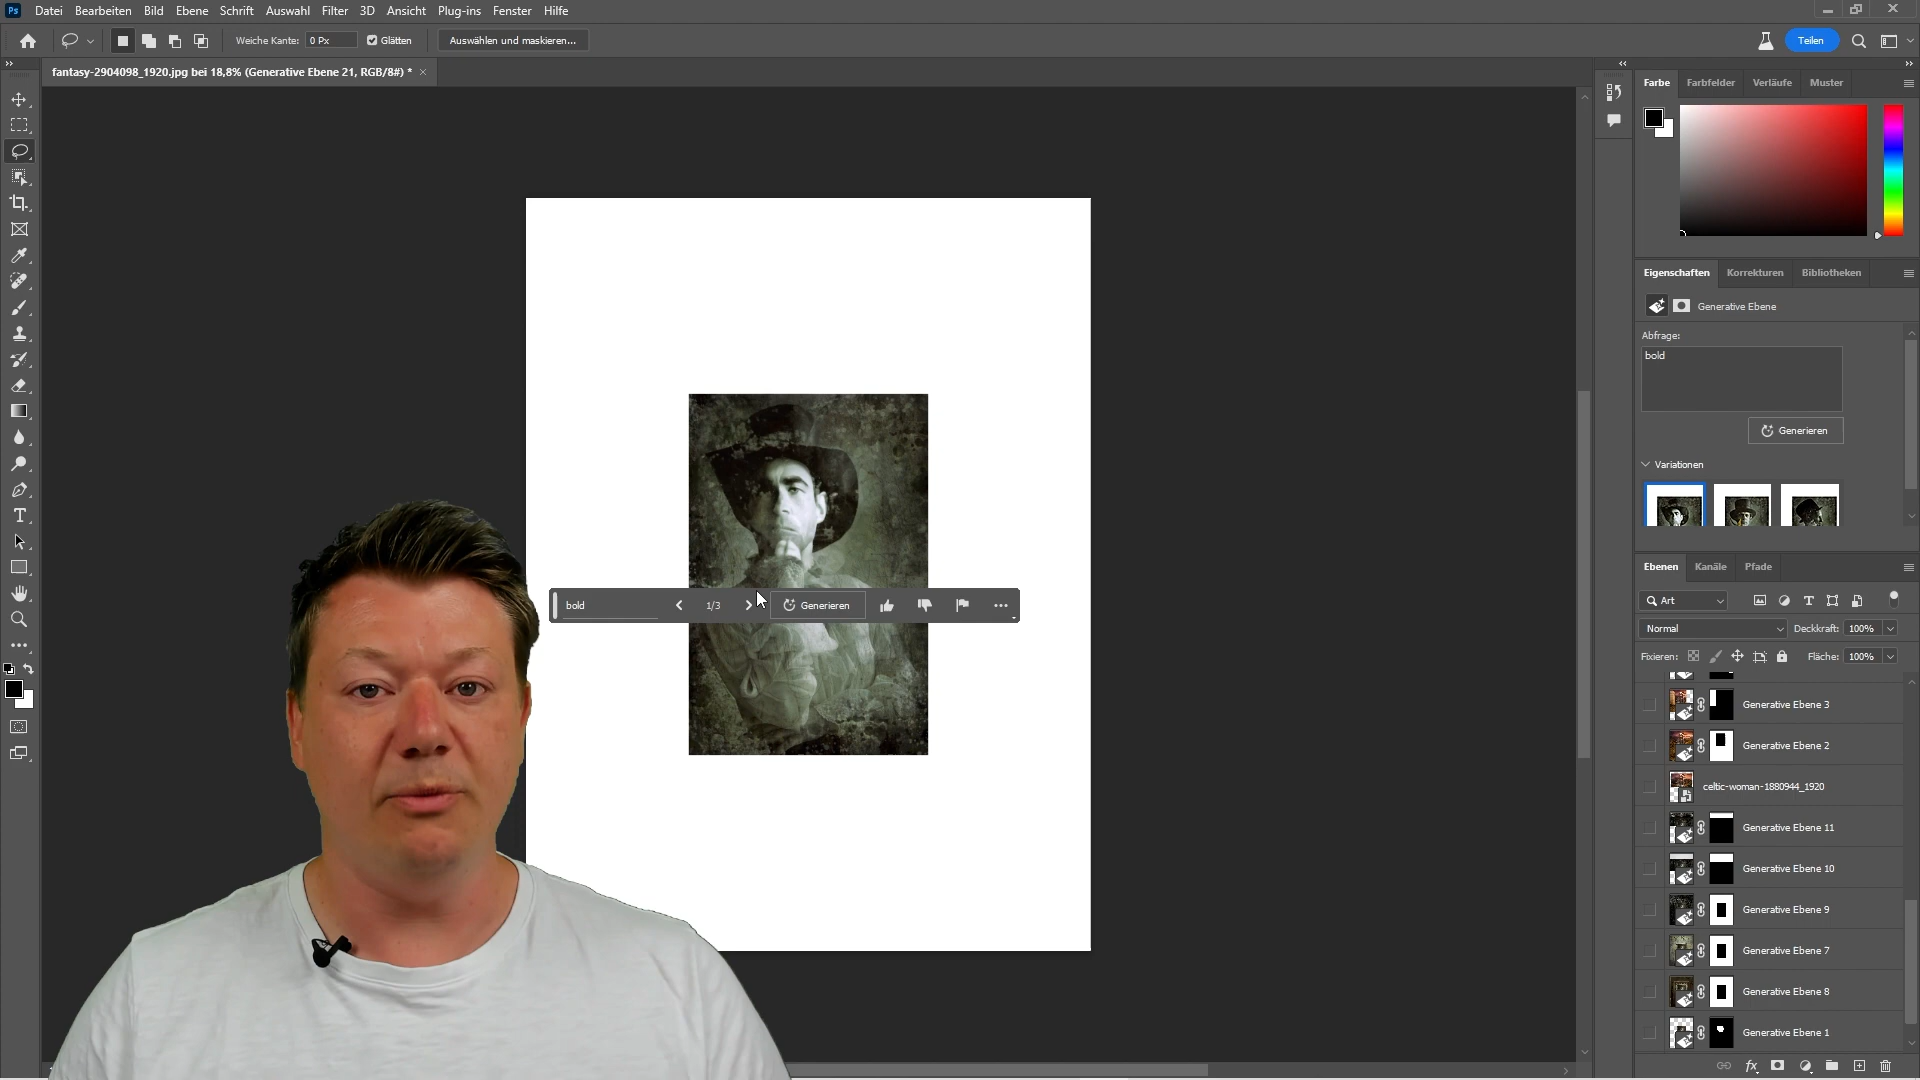 Ps Datei Bearbeiten Bild Ebene Schrift Auswahl Filter 3D Ansicht Plug-ins Fenster Hilfe
Weiche Kante: 0 Px Glätten Auswählen und maskieren... Teilen
fantasy-2904098_1920.jpg bei 18,8% (Generative Ebene 21, RGB/8#) *
Farbe Farbfelder Verläufe Muster
Eigenschaften Korrekturen Bibliotheken
Generative Ebene
Abfrage:
bold
Generieren
Variationen
bold 1/3 Generieren
Ebenen Kanäle Pfade
Art
Normal Deckkraft: 100%
Fixieren: Fläche: 100%
Generative Ebene 3
Generative Ebene 2
celtic-woman-1880944_1920
Generative Ebene 11
Generative Ebene 10
Generative Ebene 9
Generative Ebene 7
Generative Ebene 8
Generative Ebene 1
fx